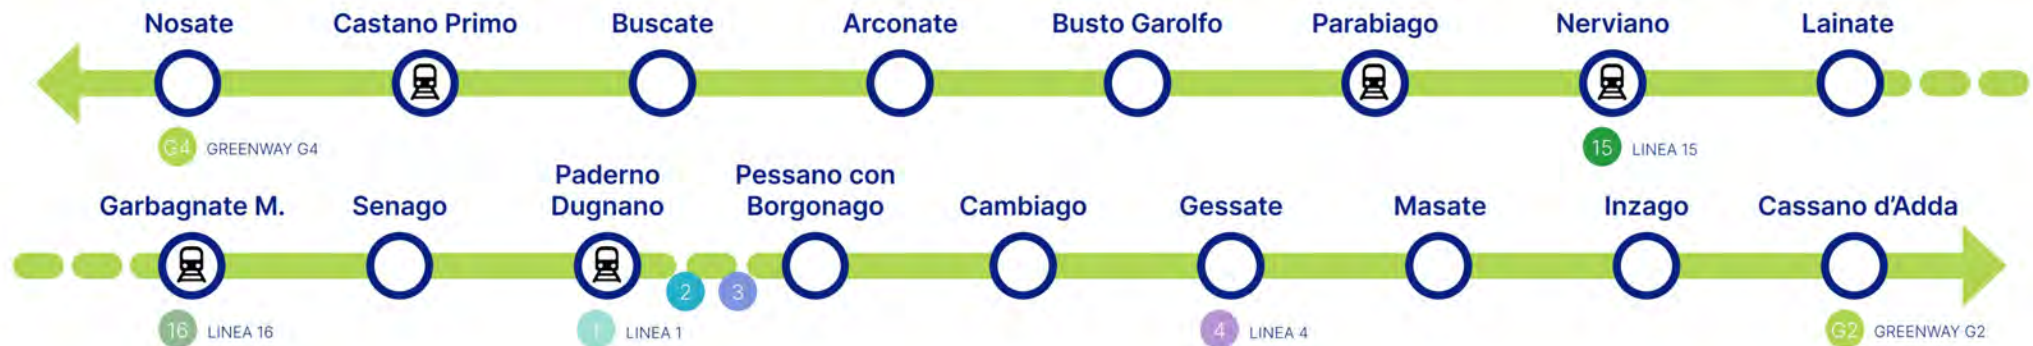 Nosate
Castano Primo
Buscate
Arconate
Busto Garolfo
Parabiago
Nerviano
Lainate
G4 GREENWAY G4
15 LINEA 15
Garbagnate M.
Senago
Paderno
Dugnano
Pessano con
Borgonago
Cambiago
Gessate
Masate
Inzago
Cassano d'Adda
2
3
16 LINEA 16
1 LINEA 1
4 LINEA 4
G2 GREENWAY G2